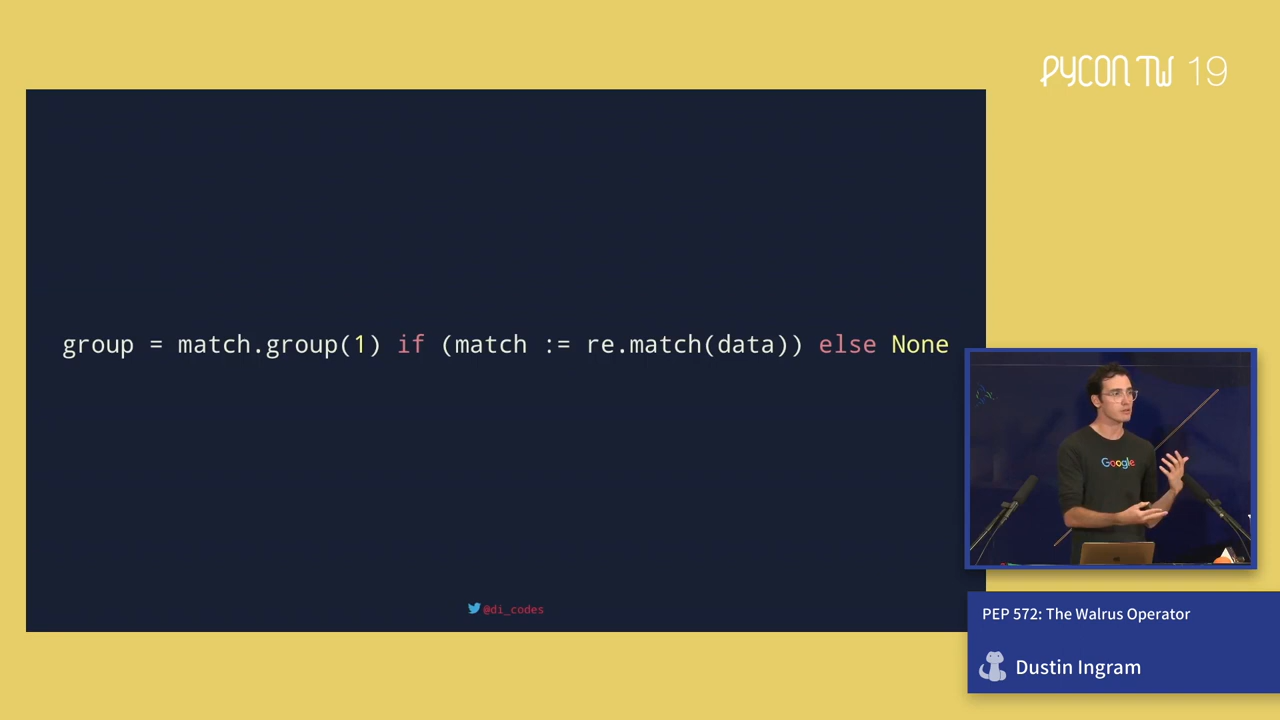 PYCON TW 19
group = match.group(1) if (match := re.match(data)) else None
Google
@di_codes
PEP 572: The Walrus Operator
Dustin Ingram